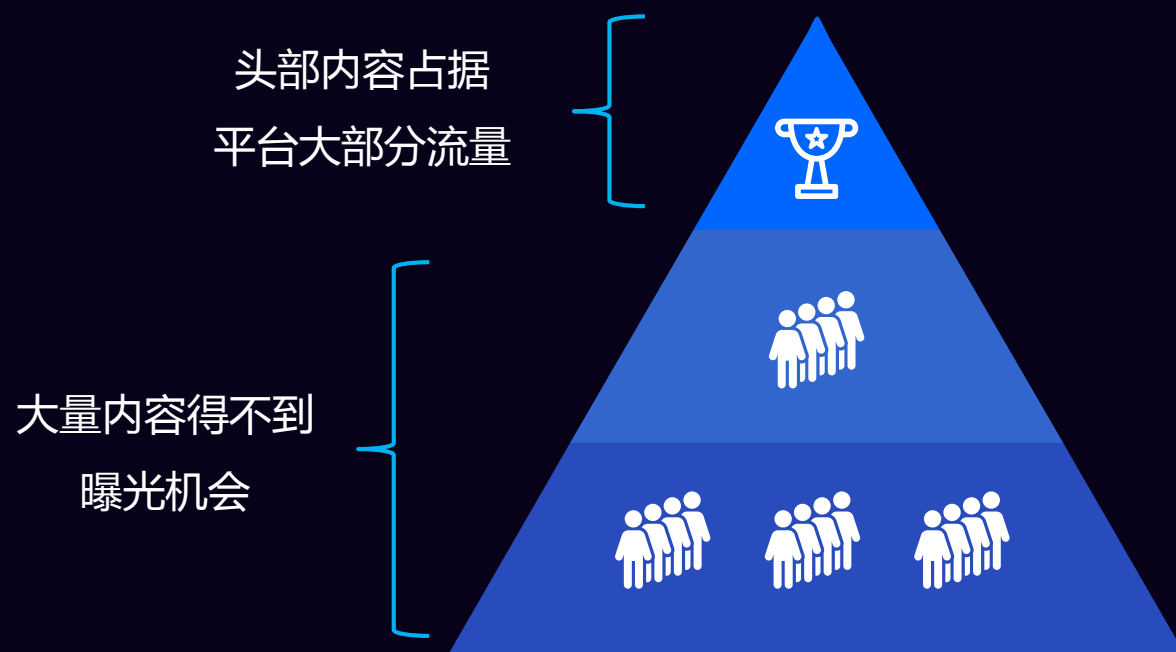 头部内容占据
平台大部分流量
大量内容得不到
曝光机会